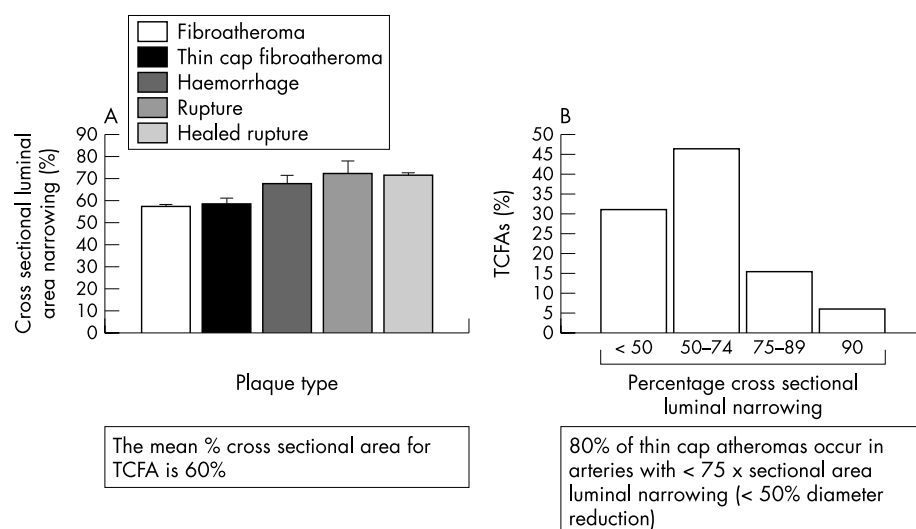 Fibroatheroma
Thin cap fibroatheroma
Haemorrhage
Rupture
Healed rupture
A
Cross sectional luminal
area narrowing (%)
90
80
70
60
50
40
30
20
10
0
Plaque type
The mean % cross sectional area for
TCFA is 60%
B
TCFAs (%)
50
45
40
35
30
25
20
15
10
5
0
< 50
50–74
75–89
90
Percentage cross sectional
luminal narrowing
80% of thin cap atheromas occur in
arteries with < 75 x sectional area
luminal narrowing (< 50% diameter
reduction)